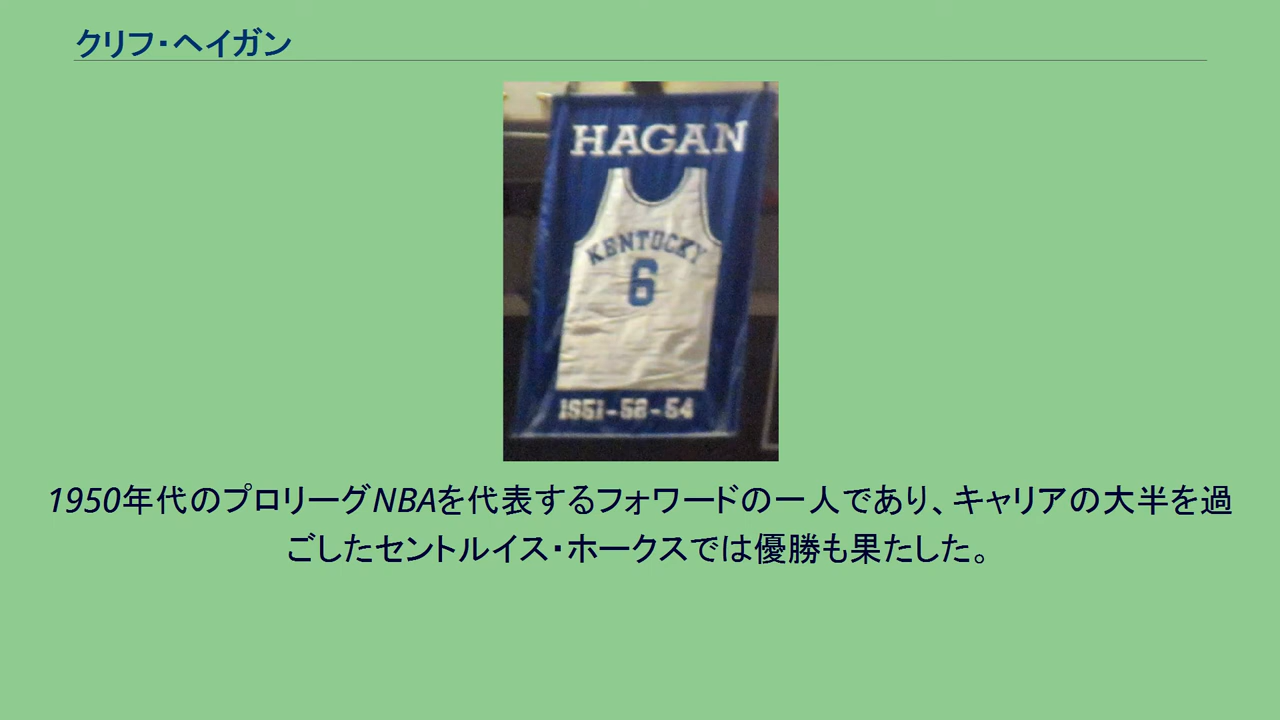 クリフ・ヘイガン
HAGAN
KENTUCKY
6
1951-53-54
1950年代のプロリーグNBAを代表するフォワードの一人であり、キャリアの大半を過
ごしたセントルイス・ホークスでは優勝も果たした。